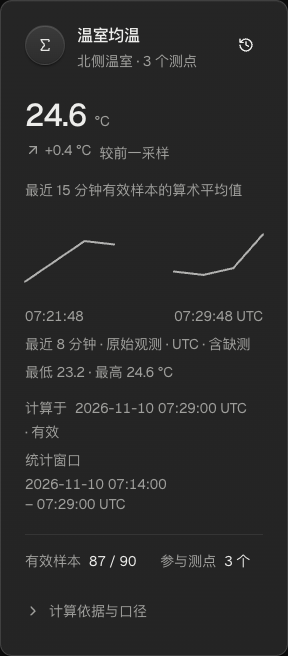 Σ
温室均温
北侧温室 · 3 个测点
24.6 °C
+0.4 °C 较前一采样
最近 15 分钟有效样本的算术平均值
07:21:48 07:29:48 UTC
最近 8 分钟 · 原始观测 · UTC · 含缺测
最低 23.2 · 最高 24.6 °C
计算于 2026-11-10 07:29:00 UTC
· 有效
统计窗口
2026-11-10 07:14:00
– 07:29:00 UTC
有效样本 87 / 90 参与测点 3 个
计算依据与口径